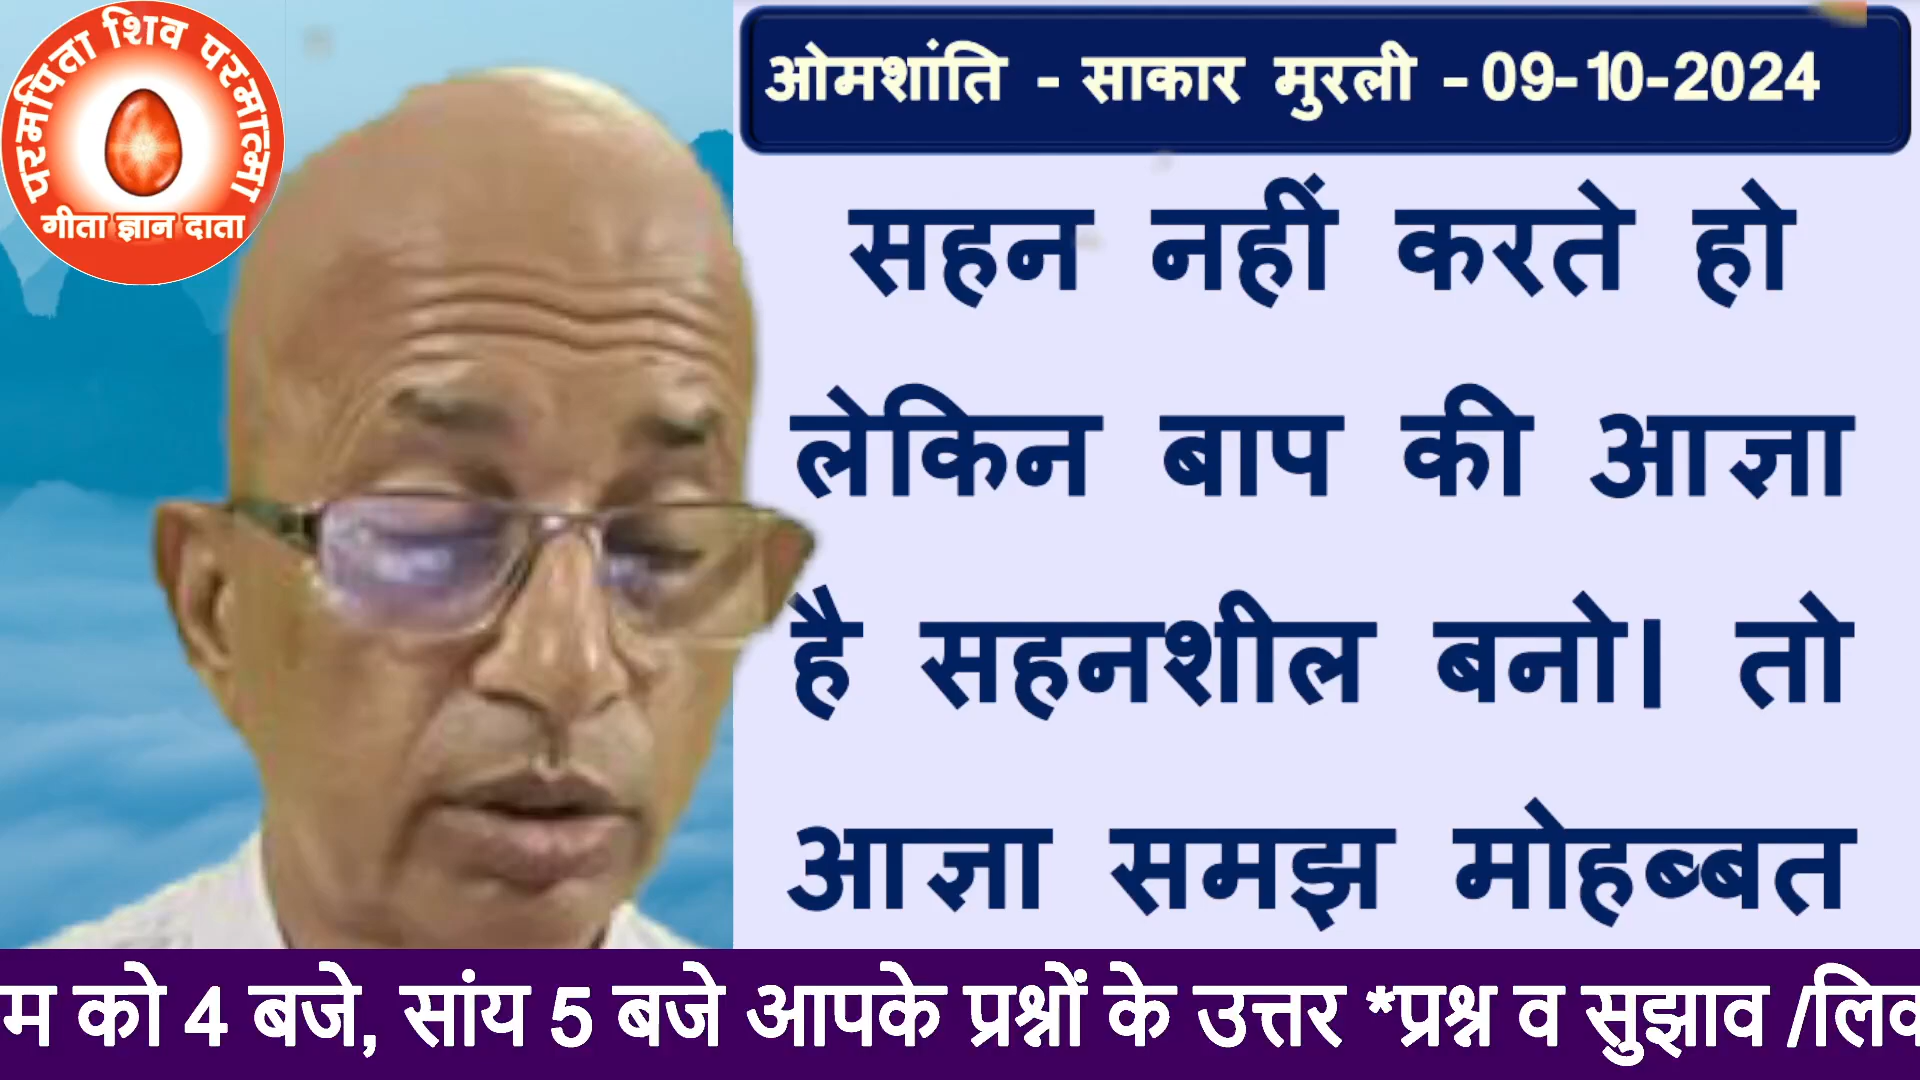 परमपिता शिव परमात्मा
गीता ज्ञान दाता
ओमशांति - साकार मुरली - 09-10-2024
सहन नहीं करते हो
लेकिन बाप की आज्ञा
है सहनशील बनो। तो
आज्ञा समझ मोहब्बत
को 4 बजे, सांय 5 बजे आपके प्रश्नों के उत्तर *प्रश्न व सुझाव /